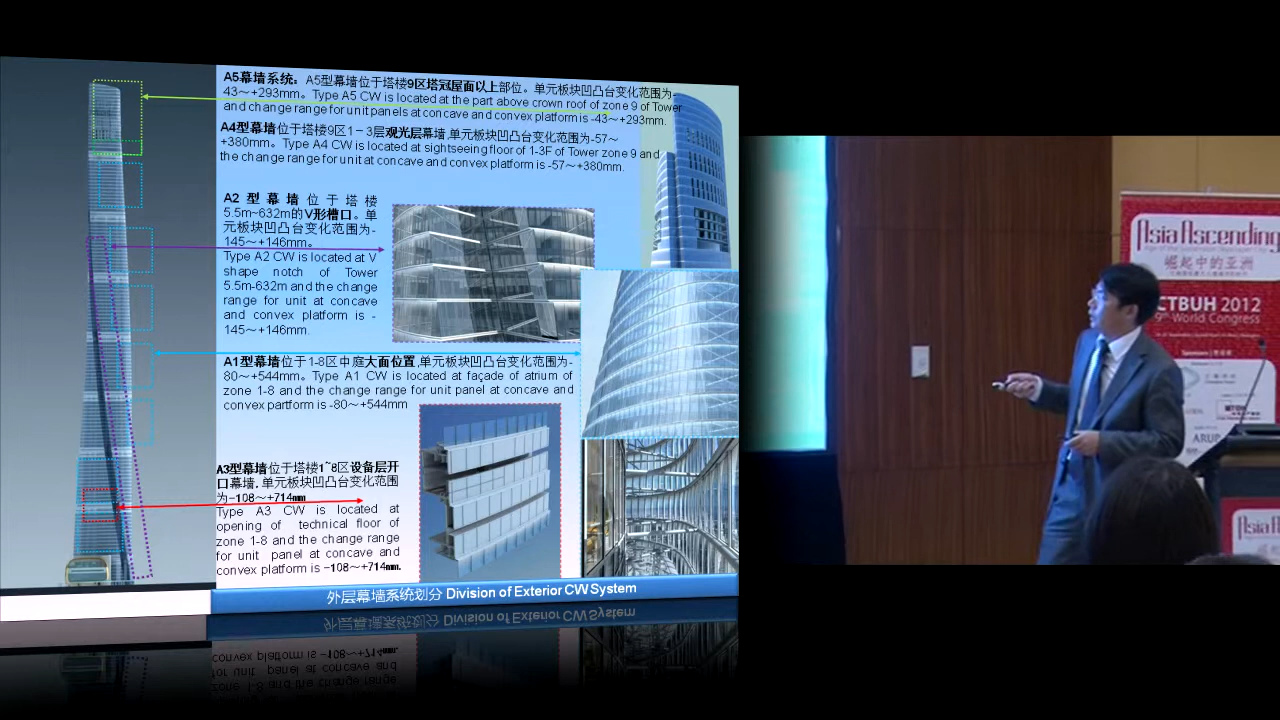 A5幕墙系统。A5型幕墙位于塔楼9区塔冠屋面以上部位。单元板块凹凸台变化范围为-
43～+293mm。Type A5 CW is located at the part above crown roof of zone 9 of Tower
and change range for unit panels at concave and convex platform is -43～+293mm.
A4型幕墙位于塔楼9区1－3层观光层幕墙,单元板块凹凸台变化范围为-57～
+380mm。Type A4 CW is located at sightseeing floor of 1-3F of Tower zone 9 and
the change range for unit at concave and convex platform is -57～+380mm.
A2型幕墙位于塔楼
5.5m~632m的V形槽口。单
元板块凹凸台变化范围为-
Type A2 CW is located at V
shape notch of Tower
5.5m-632m and the change
range for unit at concave
and convex platform is -
A1型幕墙位于1-8区中庭大面位置,单元板块凹凸台变化范围为-
Type A1 CW is located at façade of atrium of
zone 1-8 and the change range for unit panel at concave and
convex partform is -80～+544mm
A3型幕墙位于塔楼1~8区设备层开
口幕墙,单元板块凹凸台变化范围
为-108～+714mm
Type A3 CW is located at
opening of technical floor of
zone 1-8 and the change range
for unit panel at concave and
convex platform is -108～+714mm.
外层幕墙系统划分 Division of Exterior CW System
Asia Ascending
崛起中的亚洲
CTBUH 2012
9th World Congress
ARUP
Asia As